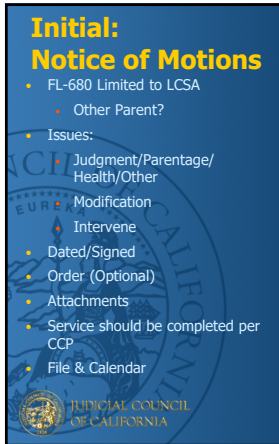 Initial:
Notice of Motions
• FL-680 Limited to LCSA
• Other Parent?
• Issues:
• Judgment/Parentage/
Health/Other
• Modification
• Intervene
• Dated/Signed
• Order (Optional)
• Attachments
• Service should be completed per
CCP
• File & Calendar
JUDICIAL COUNCIL
OF CALIFORNIA
EUREKA